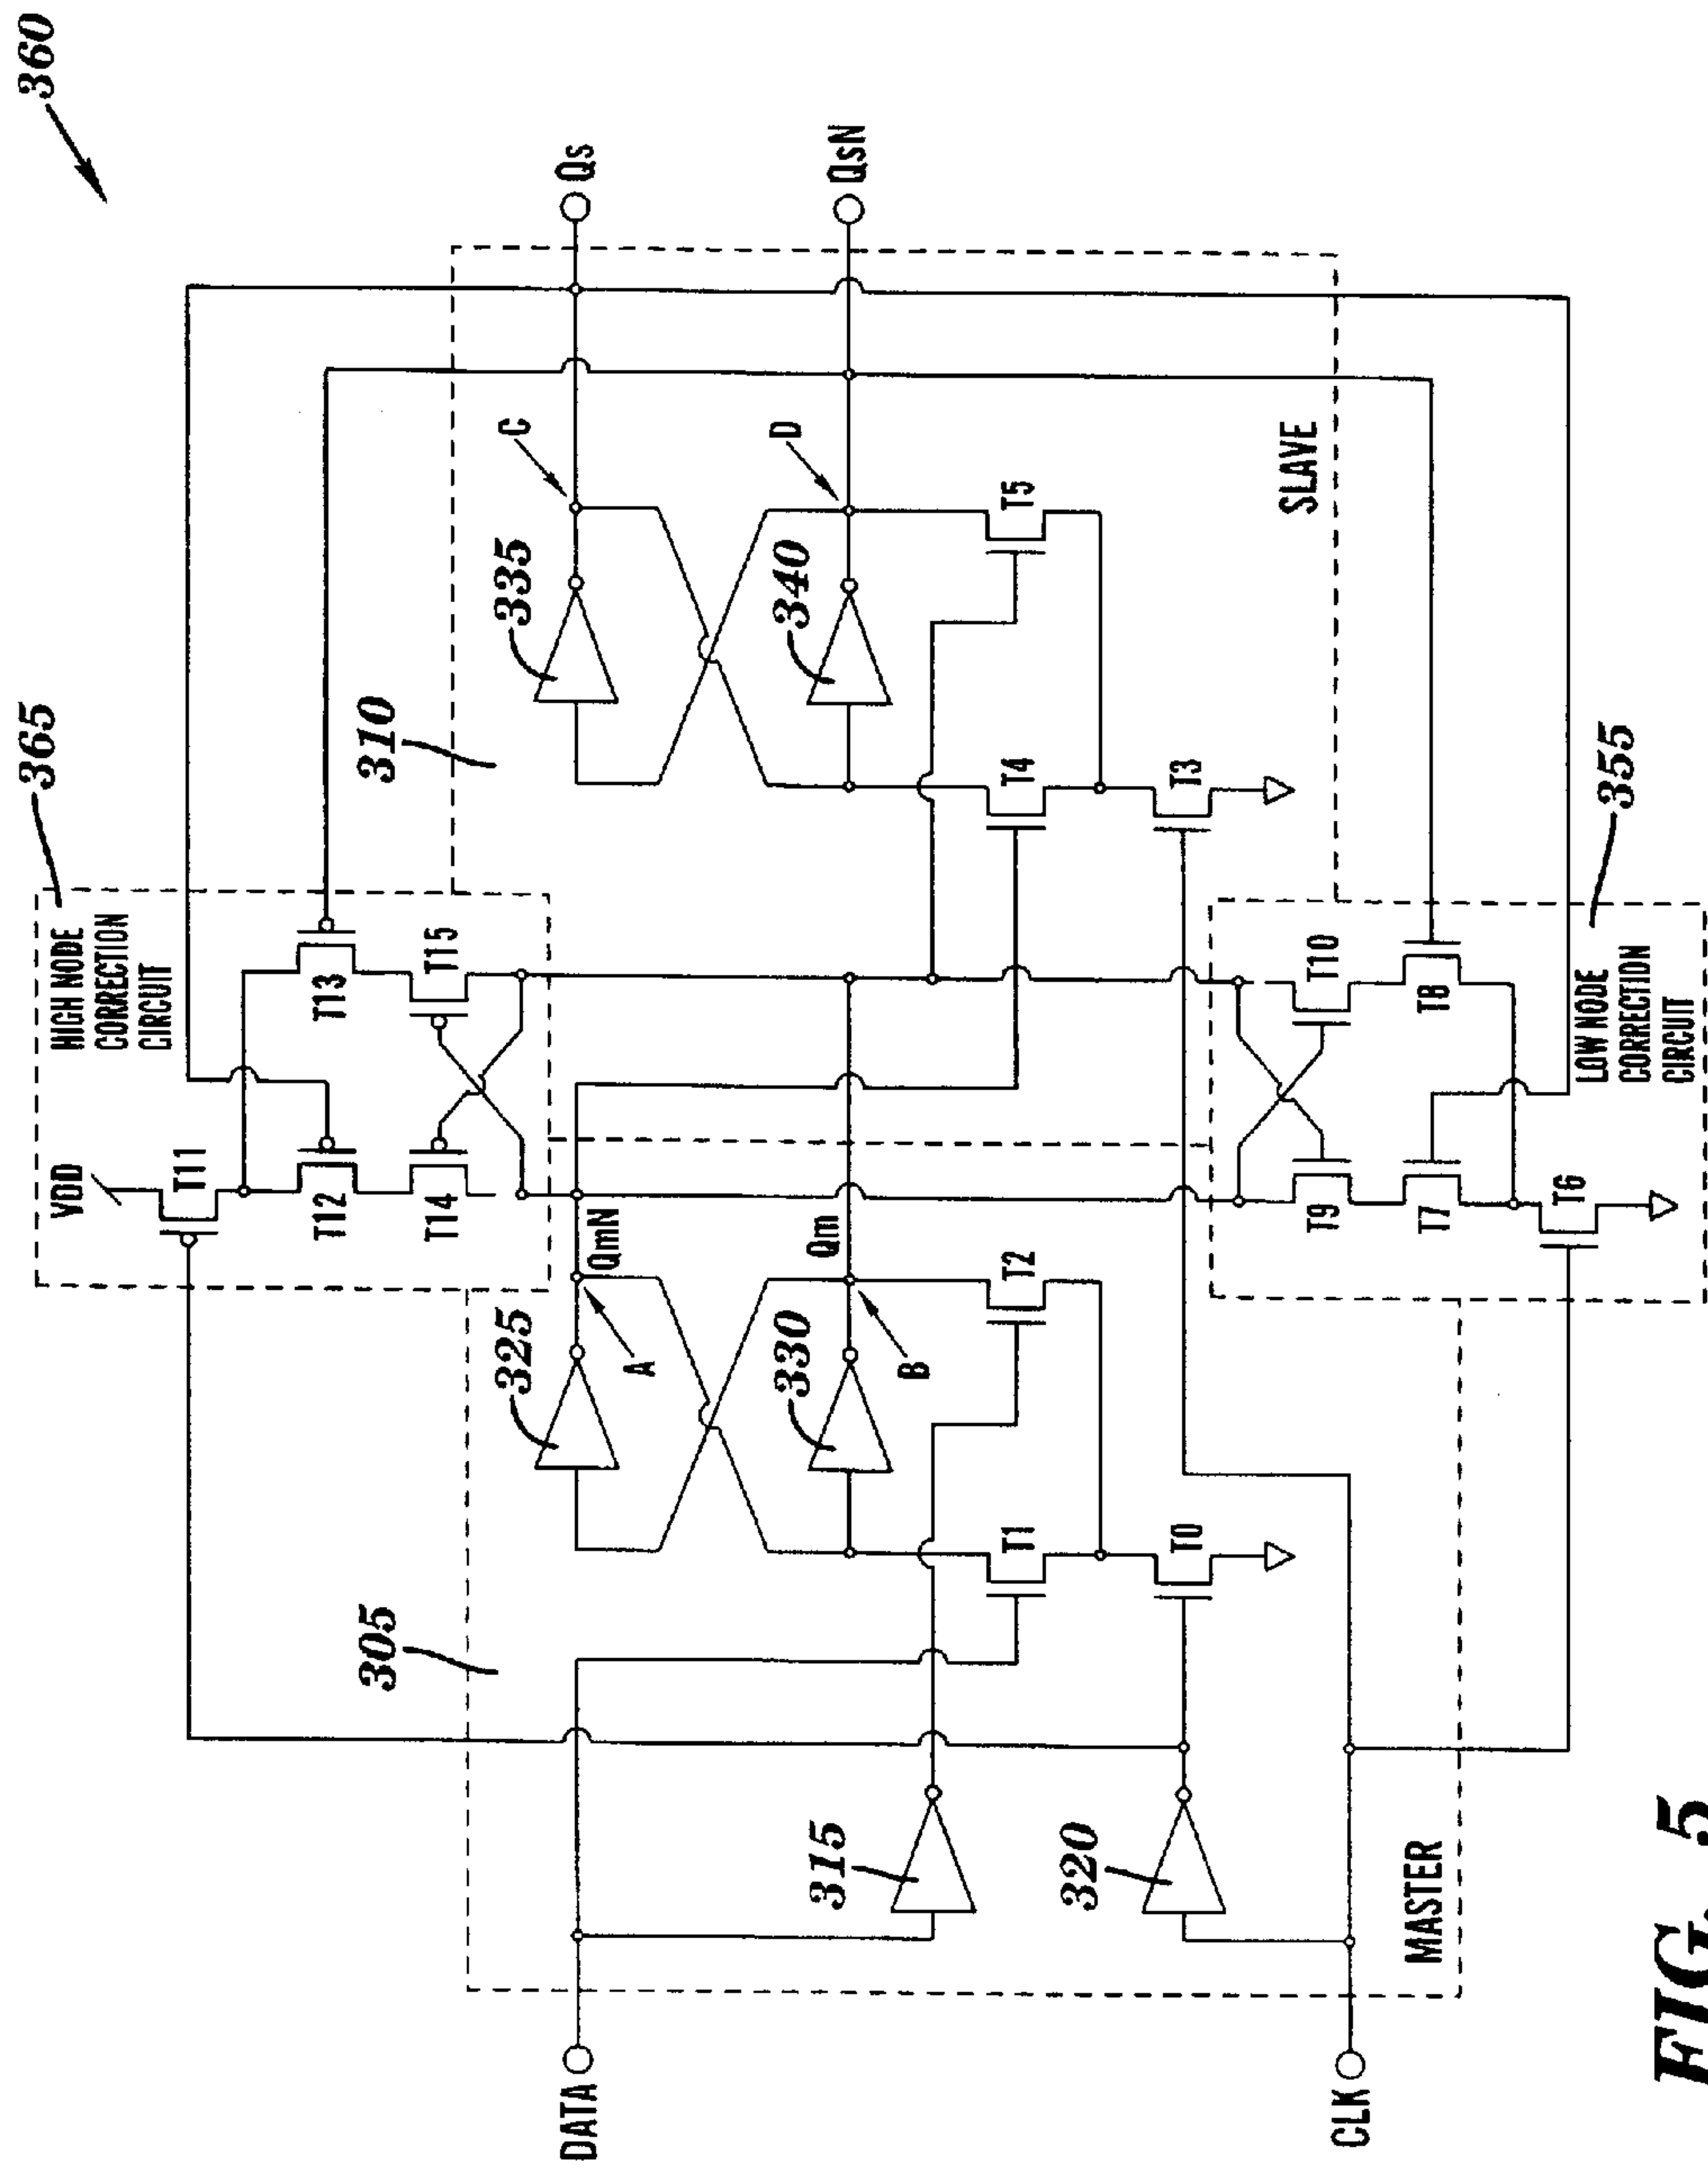 360
365
HIGH NODE
CORRECTION
CIRCUIT
VDD
T11
T12
T13
T14
T15
310
305
325
335
Qs
C
QmN
A
315
330
340
Qm
B
D
QsN
T1
T2
T4
T5
320
T0
T3
SLAVE
MASTER
DATA
CLK
T9
T10
T7
T8
T6
LOW NODE
CORRECTION
CIRCUIT
355
FIG. 5